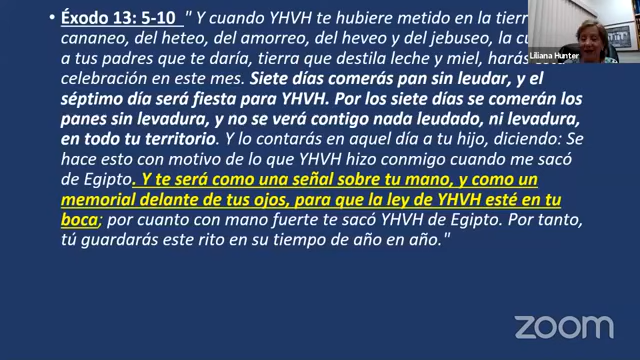 • Éxodo 13: 5-10 " Y cuando YHVH te hubiere metido en la tierra
cananeo, del heteo, del amorreo, del heveo y del jebuseo, la
a tus padres que te daría, tierra que destila leche y miel, harás
celebración en este mes. Siete días comerás pan sin leudar, y el
séptimo día será fiesta para YHVH. Por los siete días se comerán los
panes sin levadura, y no se verá contigo nada leudado, ni levadura,
en todo tu territorio. Y lo contarás en aquel día a tu hijo, diciendo: Se
hace esto con motivo de lo que YHVH hizo conmigo cuando me sacó
de Egipto. Y te será como una señal sobre tu mano, y como un
memorial delante de tus ojos, para que la ley de YHVH esté en tu
boca; por cuanto con mano fuerte te sacó YHVH de Egipto. Por tanto,
tú guardarás este rito en su tiempo de año en año."
Liliana Hunter
zoom